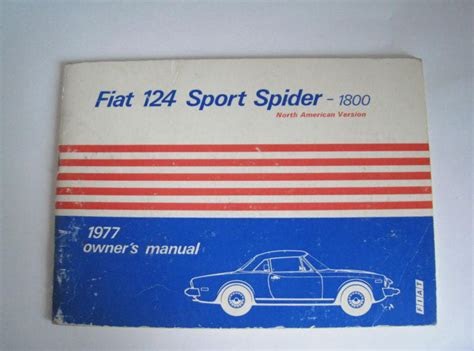 Fiat 124 Sport Spider - 1800
North American Version
1977
owner's manual
FIAT